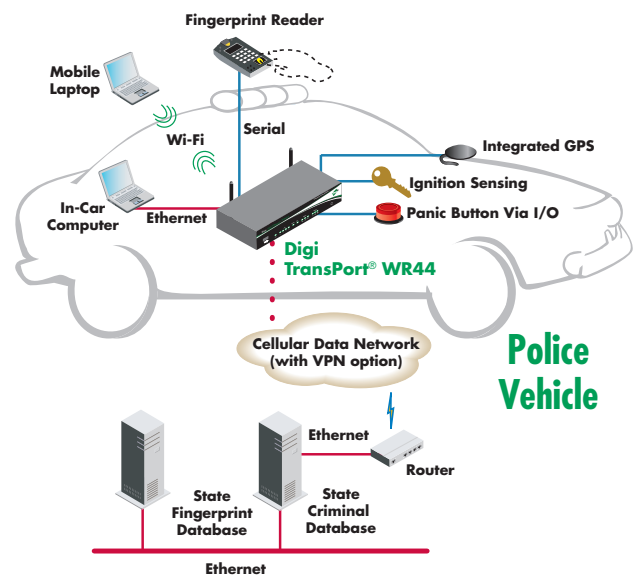 Fingerprint Reader
Mobile
Laptop
Wi-Fi
Serial
Integrated GPS
Ignition Sensing
In-Car
Computer
Ethernet
Panic Button Via I/O
Digi
TransPort® WR44
Cellular Data Network
(with VPN option)
Police
Vehicle
Ethernet
Router
State
Fingerprint
Database
State
Criminal
Database
Ethernet